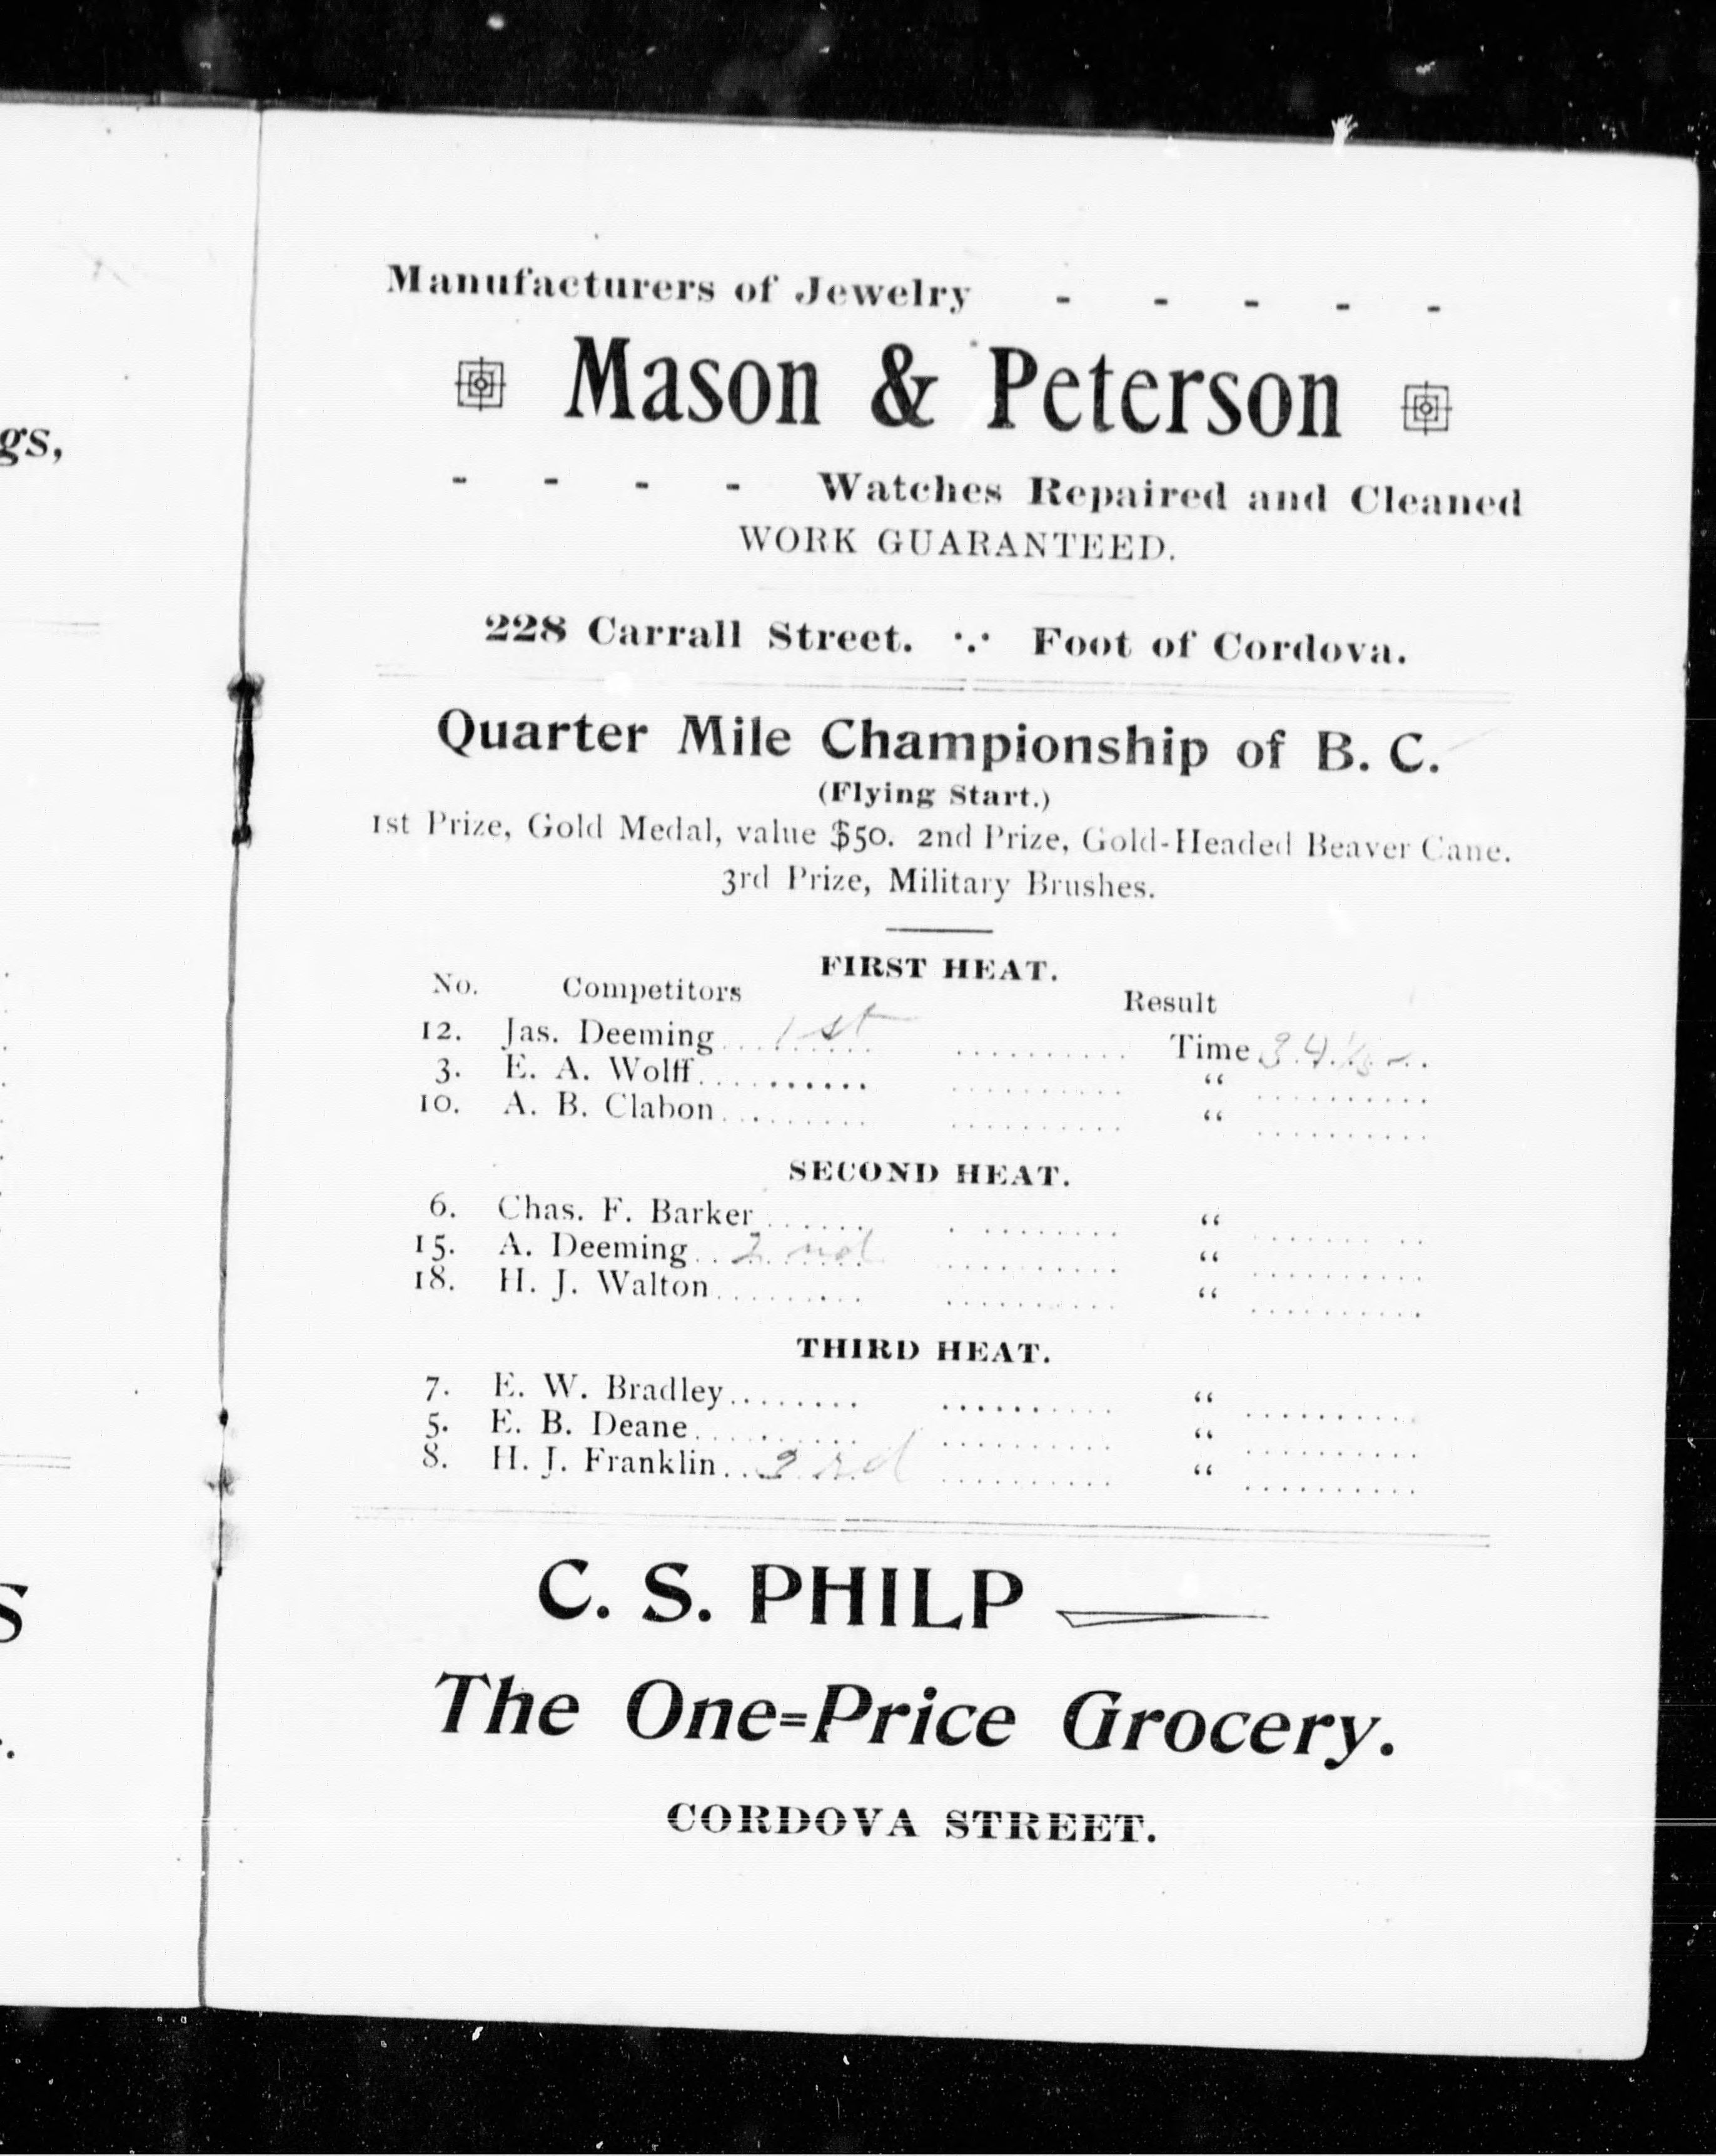 gs,
S
Manufacturers of Jewelry - - - - -
Mason & Peterson
- - - - Watches Repaired and Cleaned
WORK GUARANTEED.
228 Carrall Street. Foot of Cordova.
Quarter Mile Championship of B. C.
(Flying Start.)
1st Prize, Gold Medal, value $50. 2nd Prize, Gold-Headed Beaver Cane.
3rd Prize, Military Brushes.
FIRST HEAT.
No. Competitors Result
12. Jas. Deeming 1st Time 34
3. E. A. Wolff “
10. A. B. Clabon “
SECOND HEAT.
6. Chas. F. Barker “
15. A. Deeming 2nd “
18. H. J. Walton “
THIRD HEAT.
7. E. W. Bradley “
5. E. B. Deane “
8. H. J. Franklin 3rd “
C. S. PHILP
The One=Price Grocery.
CORDOVA STREET.